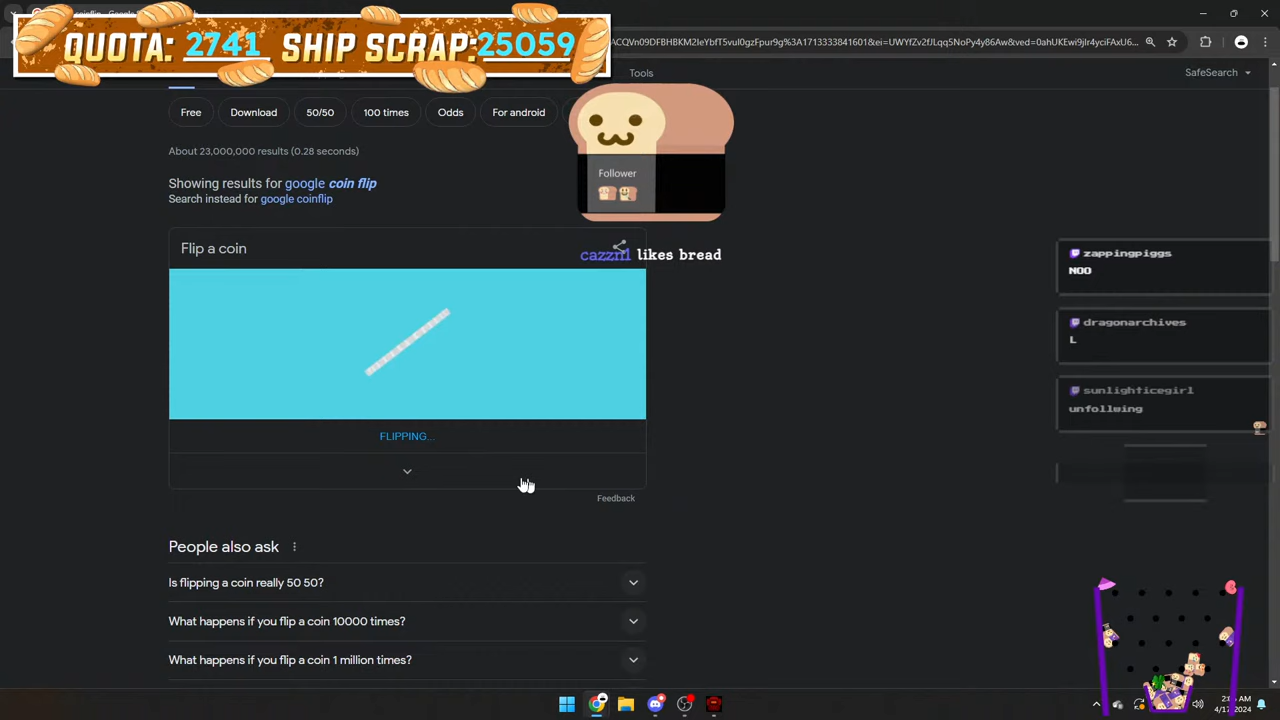 QUOTA: 2741 SHIP SCRAP:25059
Tools
SafeSearch
Free
Download
50/50
100 times
Odds
For android
About 23,000,000 results (0.28 seconds)
Showing results for google coin flip
Search instead for google coinflip
Follower
cazznl likes bread
Flip a coin
FLIPPING...
Feedback
People also ask
Is flipping a coin really 50 50?
What happens if you flip a coin 10000 times?
What happens if you flip a coin 1 million times?
zappingpiggs
NOO
dragonarchives
L
sunlighticegirl
unfollwing